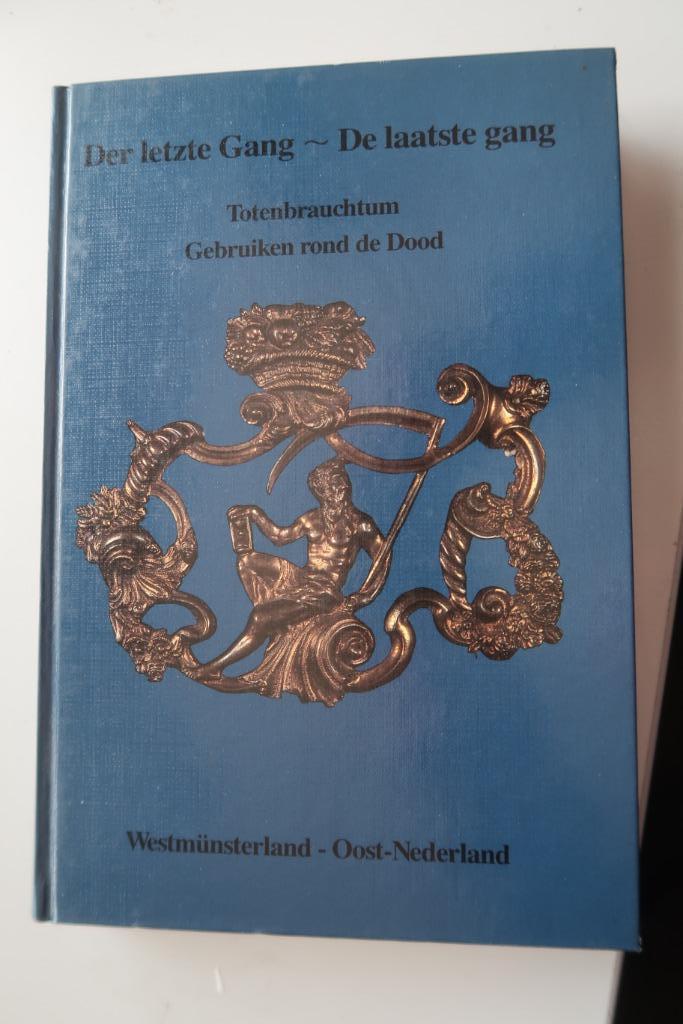 Der letzte Gang ~ De laatste gang
Totenbrauchtum
Gebruiken rond de Dood
Westmünsterland - Oost-Nederland